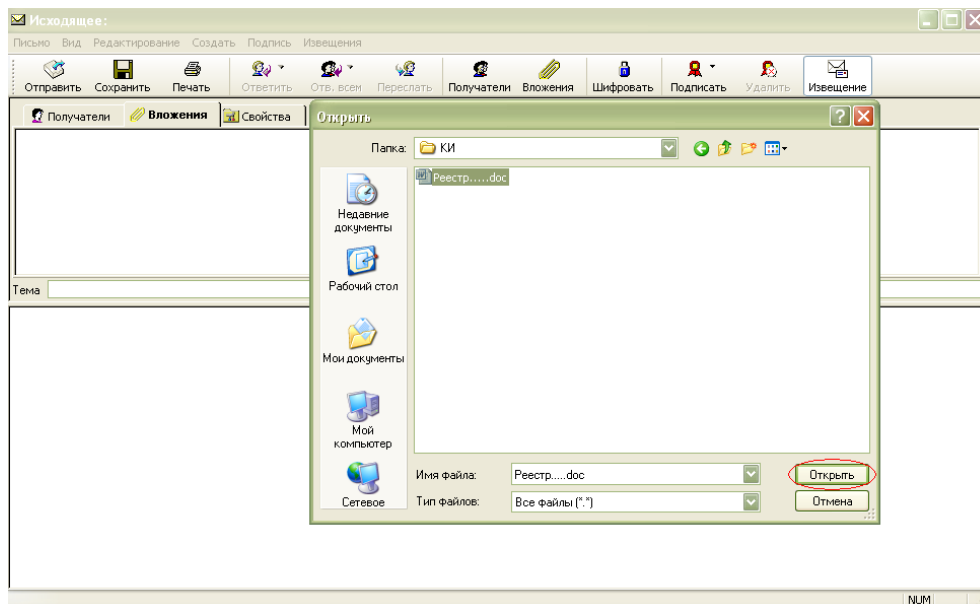 Исходящее:
Письмо Вид Редактирование Создать Подпись Извещения
Отправить Сохранить Печать Ответить Отв. всем Переслать Получатели Вложения Шифровать Подписать Удалить Извещение
Получатели Вложения Свойства
Открыть
Папка: КИ
Реестр.....doc
Недавние
документы
Рабочий стол
Мои документы
Мой
компьютер
Сетевое
Имя файла: Реестр.....doc Открыть
Тип файлов: Все файлы (*.*) Отмена
Тема
NUM